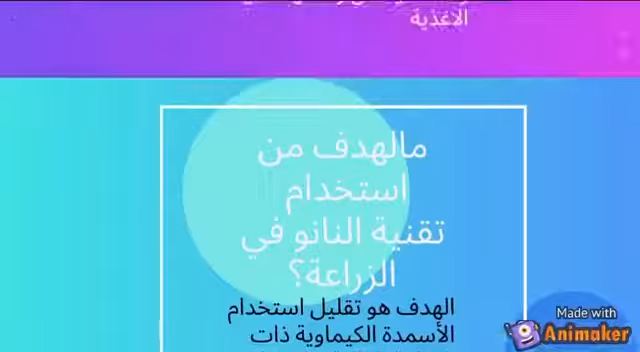 الاغذية
مالهدف من
استخدام
تقنية النانو في
الزراعة؟
الهدف هو تقليل استخدام
الأسمدة الكيماوية ذات
Made with
Animaker